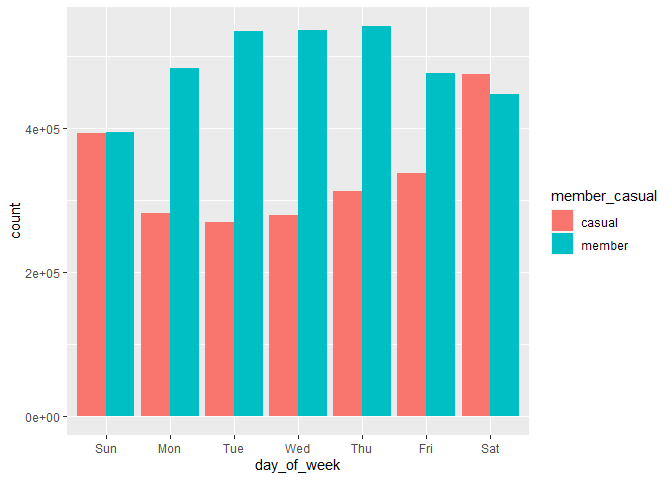 count
4e+05
2e+05
0e+00
Sun Mon Tue Wed Thu Fri Sat
day_of_week
member_casual
casual
member